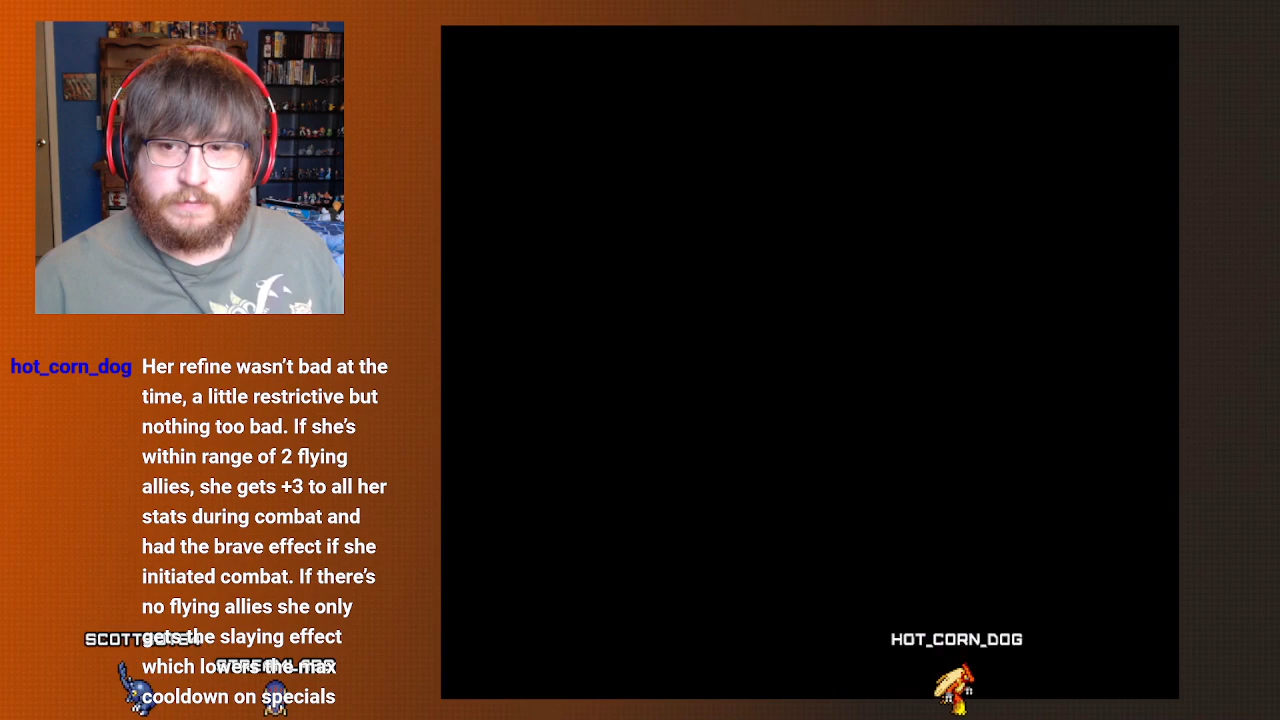 hot_corn_dog Her refine wasn't bad at the
time, a little restrictive but
nothing too bad. If she's
within range of 2 flying
allies, she gets +3 to all her
stats during combat and
had the brave effect if she
initiated combat. If there's
no flying allies she only
gets the slaying effect
which lowers the max
cooldown on specials
HOT_CORN_DOG